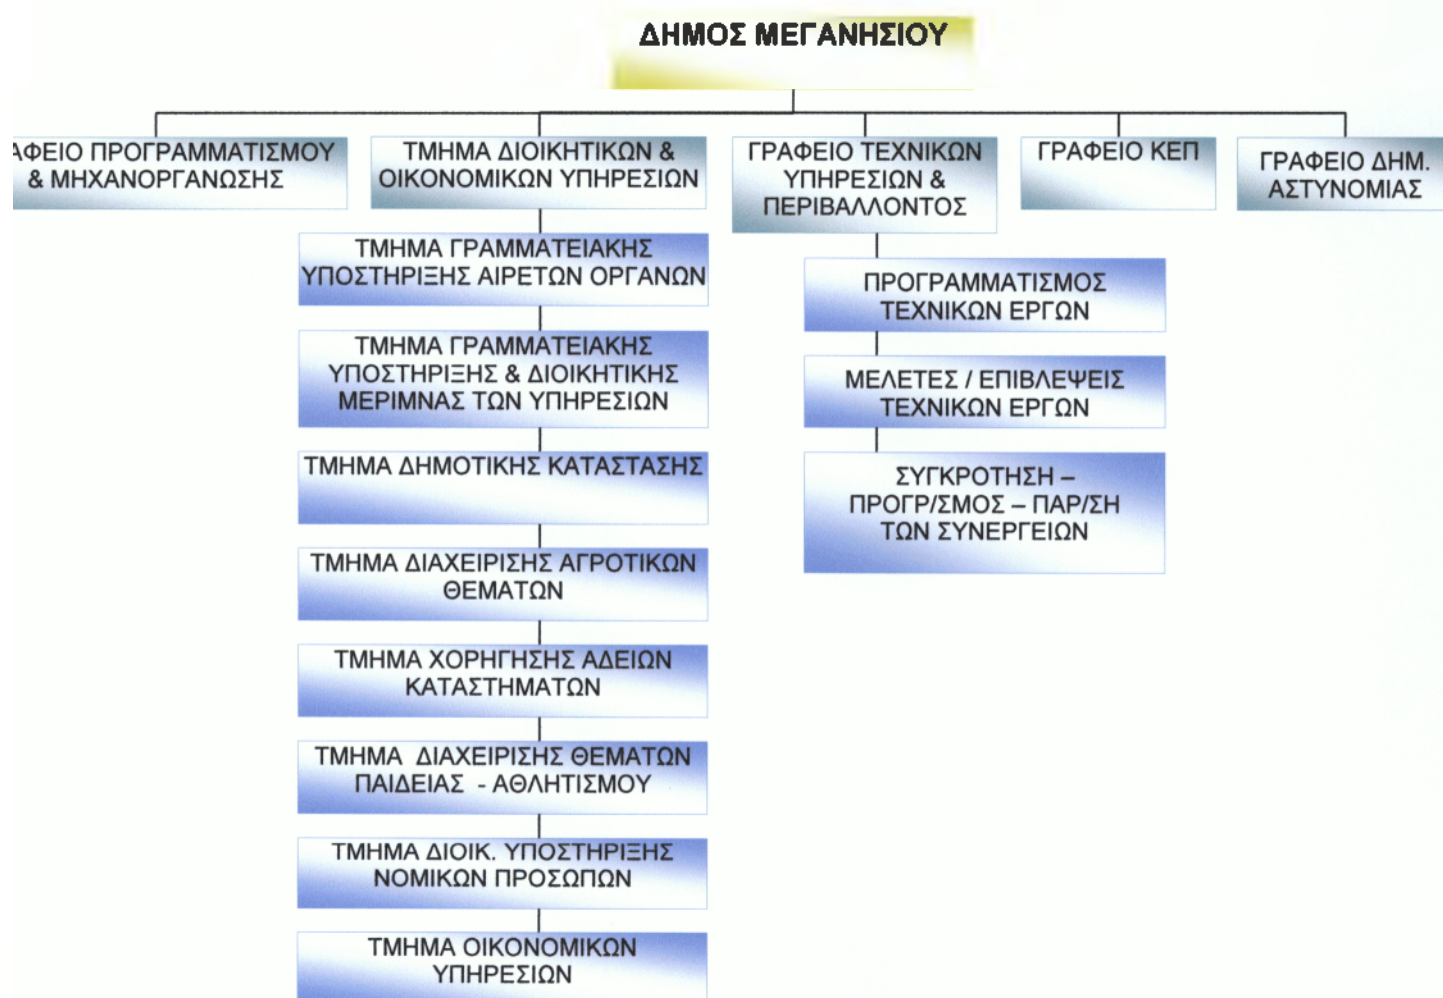 ΔΗΜΟΣ ΜΕΓΑΝΗΣΙΟΥ
ΑΦΕΙΟ ΠΡΟΓΡΑΜΜΑΤΙΣΜΟΥ
& ΜΗΧΑΝΟΡΓΑΝΩΣΗΣ
ΤΜΗΜΑ ΔΙΟΙΚΗΤΙΚΩΝ &
ΟΙΚΟΝΟΜΙΚΩΝ ΥΠΗΡΕΣΙΩΝ
ΓΡΑΦΕΙΟ ΤΕΧΝΙΚΩΝ
ΥΠΗΡΕΣΙΩΝ &
ΠΕΡΙΒΑΛΛΟΝΤΟΣ
ΓΡΑΦΕΙΟ ΚΕΠ
ΓΡΑΦΕΙΟ ΔΗΜ.
ΑΣΤΥΝΟΜΙΑΣ
ΤΜΗΜΑ ΓΡΑΜΜΑΤΕΙΑΚΗΣ
ΥΠΟΣΤΗΡΙΞΗΣ ΑΙΡΕΤΩΝ ΟΡΓΑΝΩΝ
ΤΜΗΜΑ ΓΡΑΜΜΑΤΕΙΑΚΗΣ
ΥΠΟΣΤΗΡΙΞΗΣ & ΔΙΟΙΚΗΤΙΚΗΣ
ΜΕΡΙΜΝΑΣ ΤΩΝ ΥΠΗΡΕΣΙΩΝ
ΤΜΗΜΑ ΔΗΜΟΤΙΚΗΣ ΚΑΤΑΣΤΑΣΗΣ
ΤΜΗΜΑ ΔΙΑΧΕΙΡΙΣΗΣ ΑΓΡΟΤΙΚΩΝ
ΘΕΜΑΤΩΝ
ΤΜΗΜΑ ΧΟΡΗΓΗΣΗΣ ΑΔΕΙΩΝ
ΚΑΤΑΣΤΗΜΑΤΩΝ
ΤΜΗΜΑ ΔΙΑΧΕΙΡΙΣΗΣ ΘΕΜΑΤΩΝ
ΠΑΙΔΕΙΑΣ - ΑΘΛΗΤΙΣΜΟΥ
ΤΜΗΜΑ ΔΙΟΙΚ. ΥΠΟΣΤΗΡΙΞΗΣ
ΝΟΜΙΚΩΝ ΠΡΟΣΩΠΩΝ
ΤΜΗΜΑ ΟΙΚΟΝΟΜΙΚΩΝ
ΥΠΗΡΕΣΙΩΝ
ΠΡΟΓΡΑΜΜΑΤΙΣΜΟΣ
ΤΕΧΝΙΚΩΝ ΕΡΓΩΝ
ΜΕΛΕΤΕΣ / ΕΠΙΒΛΕΨΕΙΣ
ΤΕΧΝΙΚΩΝ ΕΡΓΩΝ
ΣΥΓΚΡΟΤΗΣΗ –
ΠΡΟΓΡ/ΣΜΟΣ – ΠΑΡ/ΣΗ
ΤΩΝ ΣΥΝΕΡΓΕΙΩΝ